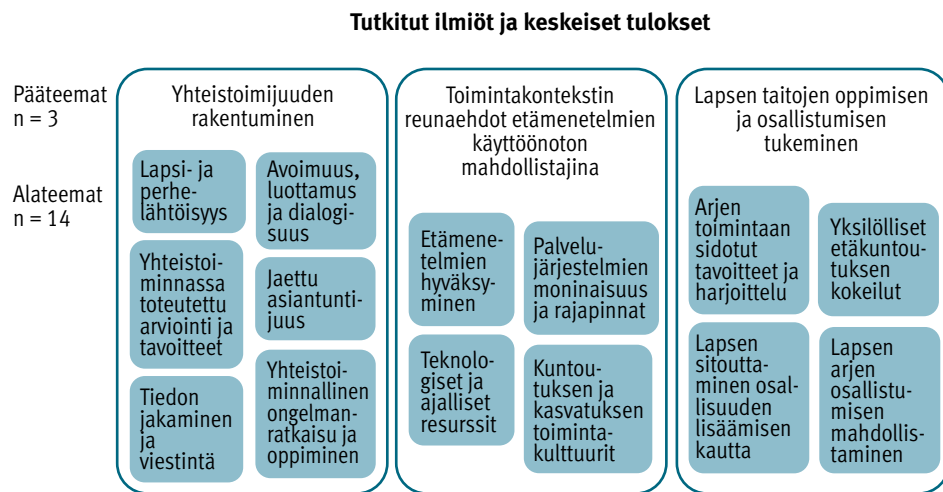 Tutkitut ilmiöt ja keskeiset tulokset
Pääteemat
n = 3
Alateemat
n = 14
Yhteistoimijuuden
rakentuminen
Lapsi- ja
perhe-
lähtöisyys
Avoimuus,
luottamus
ja dialogi-
suus
Yhteistoi-
minnassa
toteutettu
arviointi ja
tavoitteet
Jaettu
asiantunti-
juus
Tiedon
jakaminen
ja
viestintä
Yhteistoi-
minnallinen
ongelman-
ratkaisu ja
oppiminen
Toimintakontekstin
reunaehdot etämenetelmien
käyttöönoton
mahdollistajina
Etämene-
telmien
hyväksy-
minen
Palvelu-
järjestelmien
moninaisuus
ja rajapinnat
Teknolo-
giset ja
ajalliset
resurssit
Kuntou-
tuksen ja
kasvatuksen
toiminta-
kulttuurit
Lapsen taitojen oppimisen
ja osallistumisen
tukeminen
Arjen
toimintaan
sidotut
tavoitteet ja
harjoittelu
Yksilölliset
etäkuntou-
tuksen
kokeilut
Lapsen
sitoutta-
minen osal-
lisuuden
lisäämisen
kautta
Lapsen
arjen
osallistu-
misen
mahdollis-
taminen